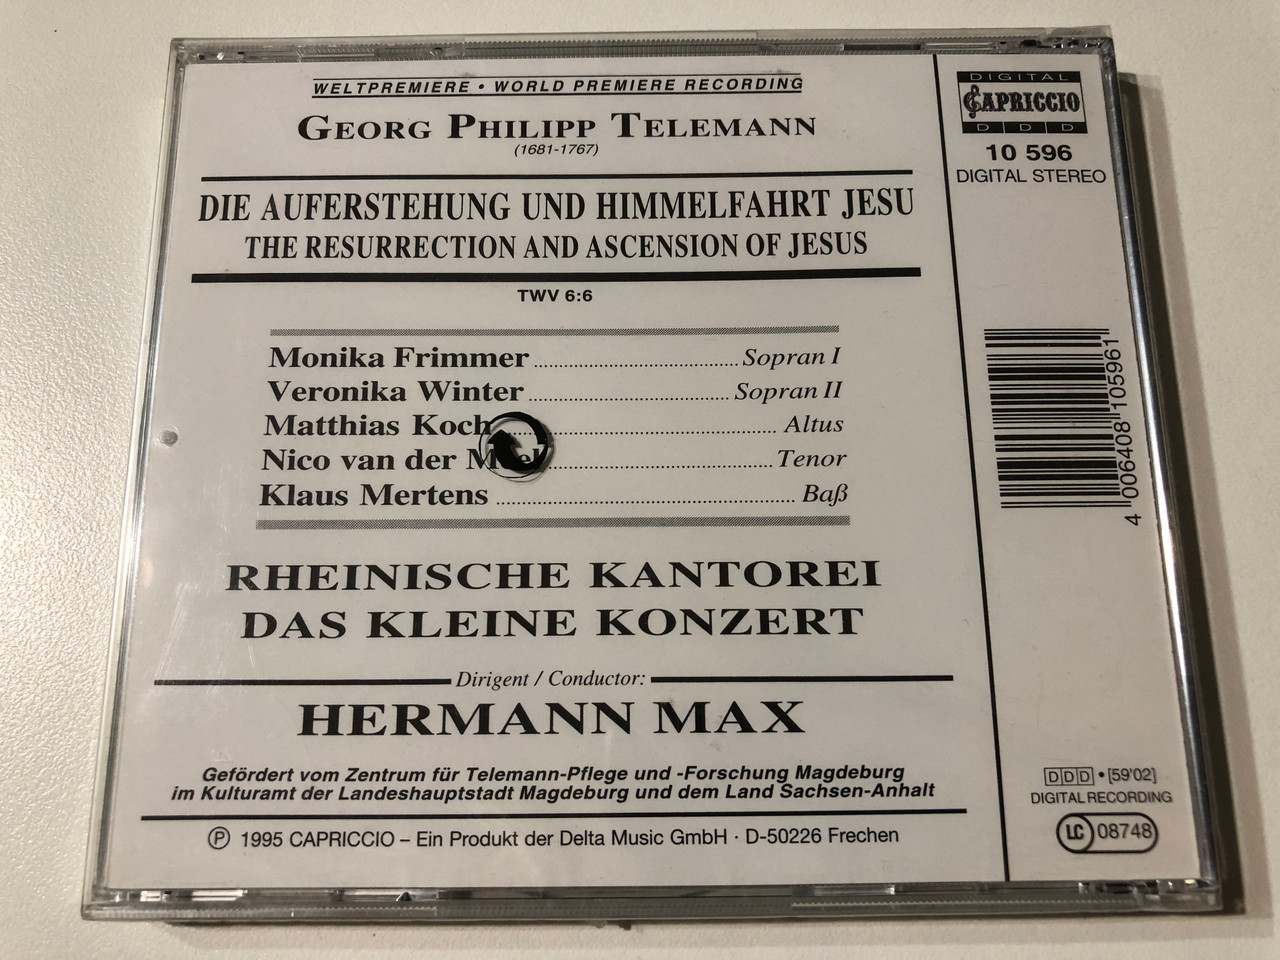 WELTPREMIERE • WORLD PREMIERE RECORDING
GEORG PHILIPP TELEMANN
(1681-1767)
DIE AUFERSTEHUNG UND HIMMELFAHRT JESU
THE RESURRECTION AND ASCENSION OF JESUS
TWV 6:6
Monika Frimmer Sopran I
Veronika Winter Sopran II
Matthias Koch Altus
Nico van der Tenor
Klaus Mertens Baß
RHEINISCHE KANTOREI
DAS KLEINE KONZERT
Dirigent / Conductor:
HERMANN MAX
Gefördert vom Zentrum für Telemann-Pflege und -Forschung Magdeburg
im Kulturamt der Landeshauptstadt Magdeburg und dem Land Sachsen-Anhalt
Ⓟ 1995 CAPRICCIO – Ein Produkt der Delta Music GmbH · D-50226 Frechen
DIGITAL
CAPRICCIO
D D D
10 596
DIGITAL STEREO
4 006408 105961
DDD • [59'02]
DIGITAL RECORDING
LC 08748